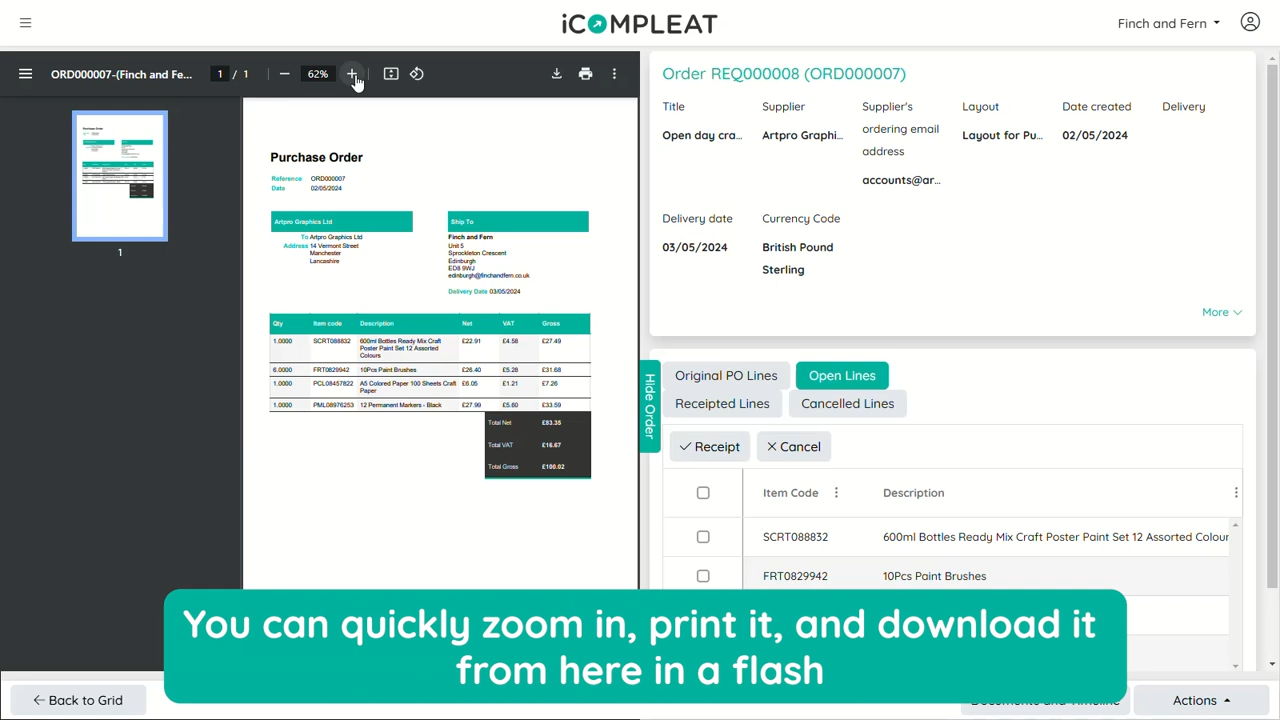 iCOMPLEAT
Finch and Fern
ORD000007-(Finch and Fe...
1 / 1
62%
1
Purchase Order
Reference ORD000007
Date 02/05/2024
Artpro Graphics Ltd
To Artpro Graphics Ltd
Address 14 Vermont Street
Manchester
Lancashire
Ship To
Finch and Fern
Unit 5
Sprockleton Crescent
Edinburgh
ED8 9WJ
edinburgh@finchandfern.co.uk
Delivery Date 03/05/2024
Qty Item code Description Net VAT Gross
1.0000 SCRT088832 600ml Bottles Ready Mix Craft £22.91 £4.58 £27.49
Poster Paint Set 12 Assorted
Colours
6.0000 FRT0829942 10Pcs Paint Brushes £26.40 £5.28 £31.68
1.0000 PCL08457822 A5 Colored Paper 100 Sheets Craft £6.05 £1.21 £7.26
Paper
1.0000 PML08976253 12 Permanent Markers - Black £27.99 £5.60 £33.59
Total Net £83.35
Total VAT £16.67
Total Gross £100.02
Order REQ000008 (ORD000007)
Title
Open day cra...
Supplier
Artpro Graphi...
Supplier's
ordering email
address
accounts@ar...
Layout
Layout for Pu...
Date created
02/05/2024
Delivery
Delivery date
03/05/2024
Currency Code
British Pound
Sterling
More
Hide Order
Original PO Lines
Open Lines
Receipted Lines
Cancelled Lines
Receipt
Cancel
Item Code
Description
SCRT088832 600ml Bottles Ready Mix Craft Poster Paint Set 12 Assorted Colour
FRT0829942 10Pcs Paint Brushes
You can quickly zoom in, print it, and download it
from here in a flash
Back to Grid
Documents and Timeline
Actions